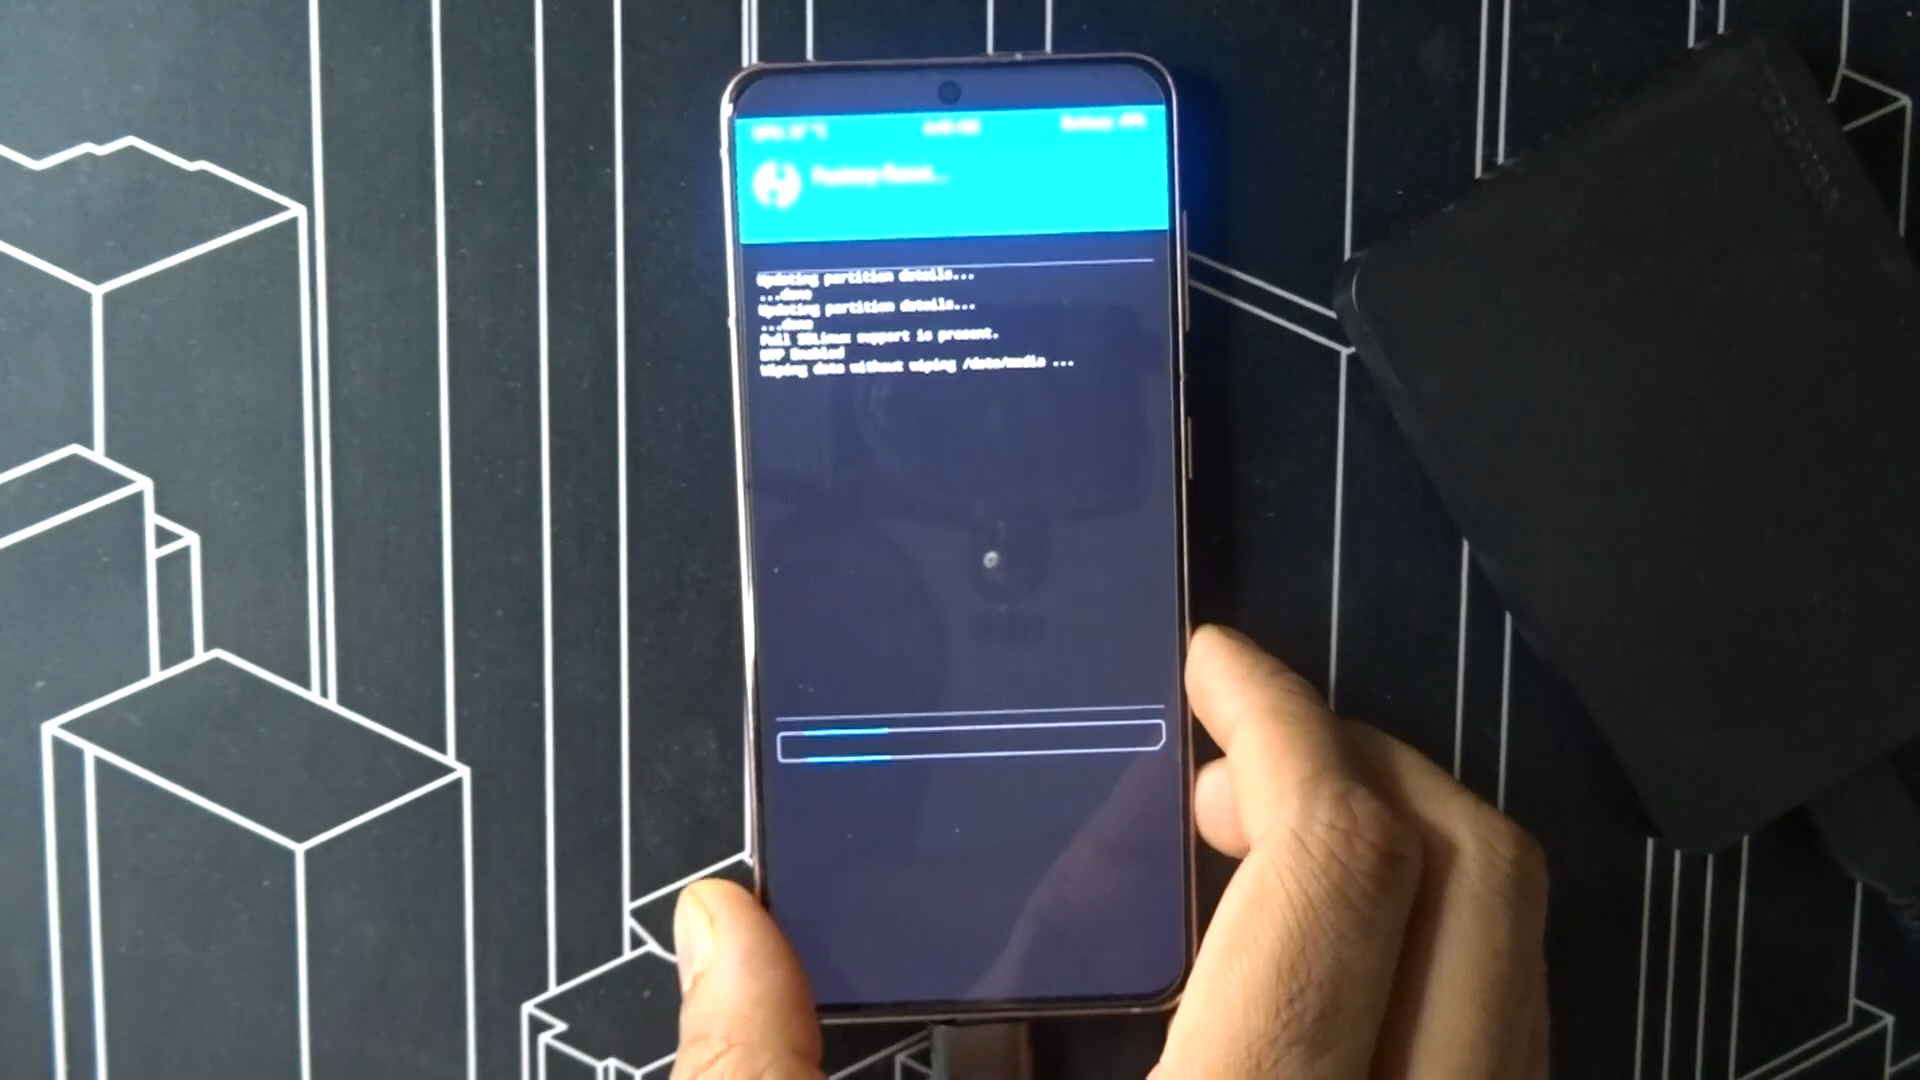 Factory Reset...
Updating partition details...
...done
Updating partition details...
...done
Full SELinux support is present.
MTP Enabled
Wiping data without wiping /data/media ...
TOSHIBA